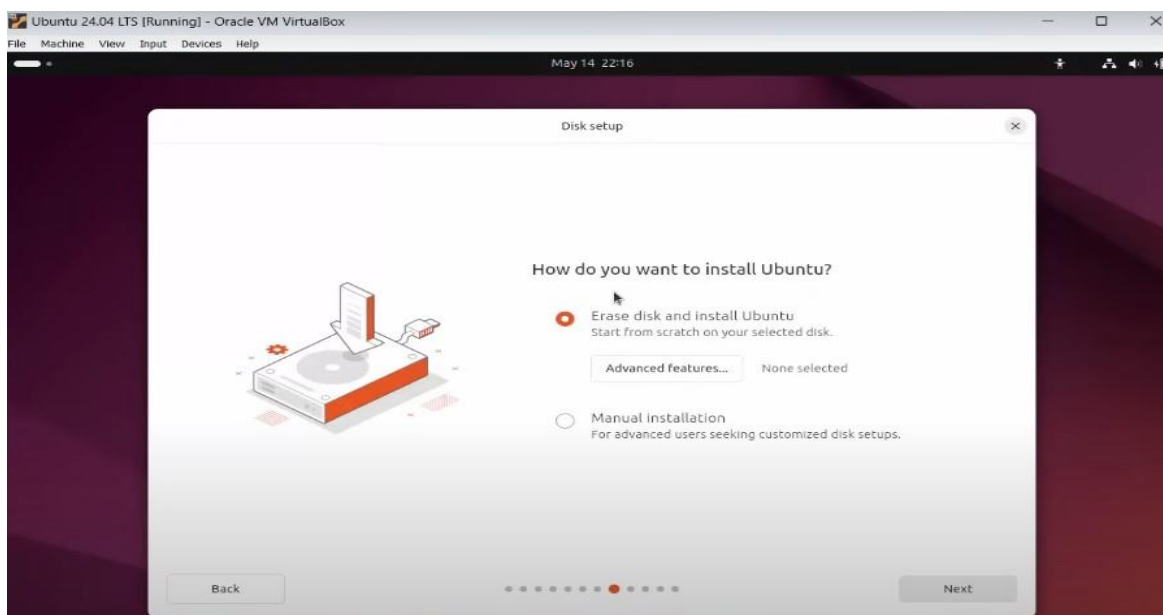 Ubuntu 24.04 LTS [Running] - Oracle VM VirtualBox
File Machine View Input Devices Help
May 14 22:16
Disk setup
How do you want to install Ubuntu?
Erase disk and install Ubuntu
Start from scratch on your selected disk.
Advanced features... None selected
Manual installation
For advanced users seeking customized disk setups.
Back Next